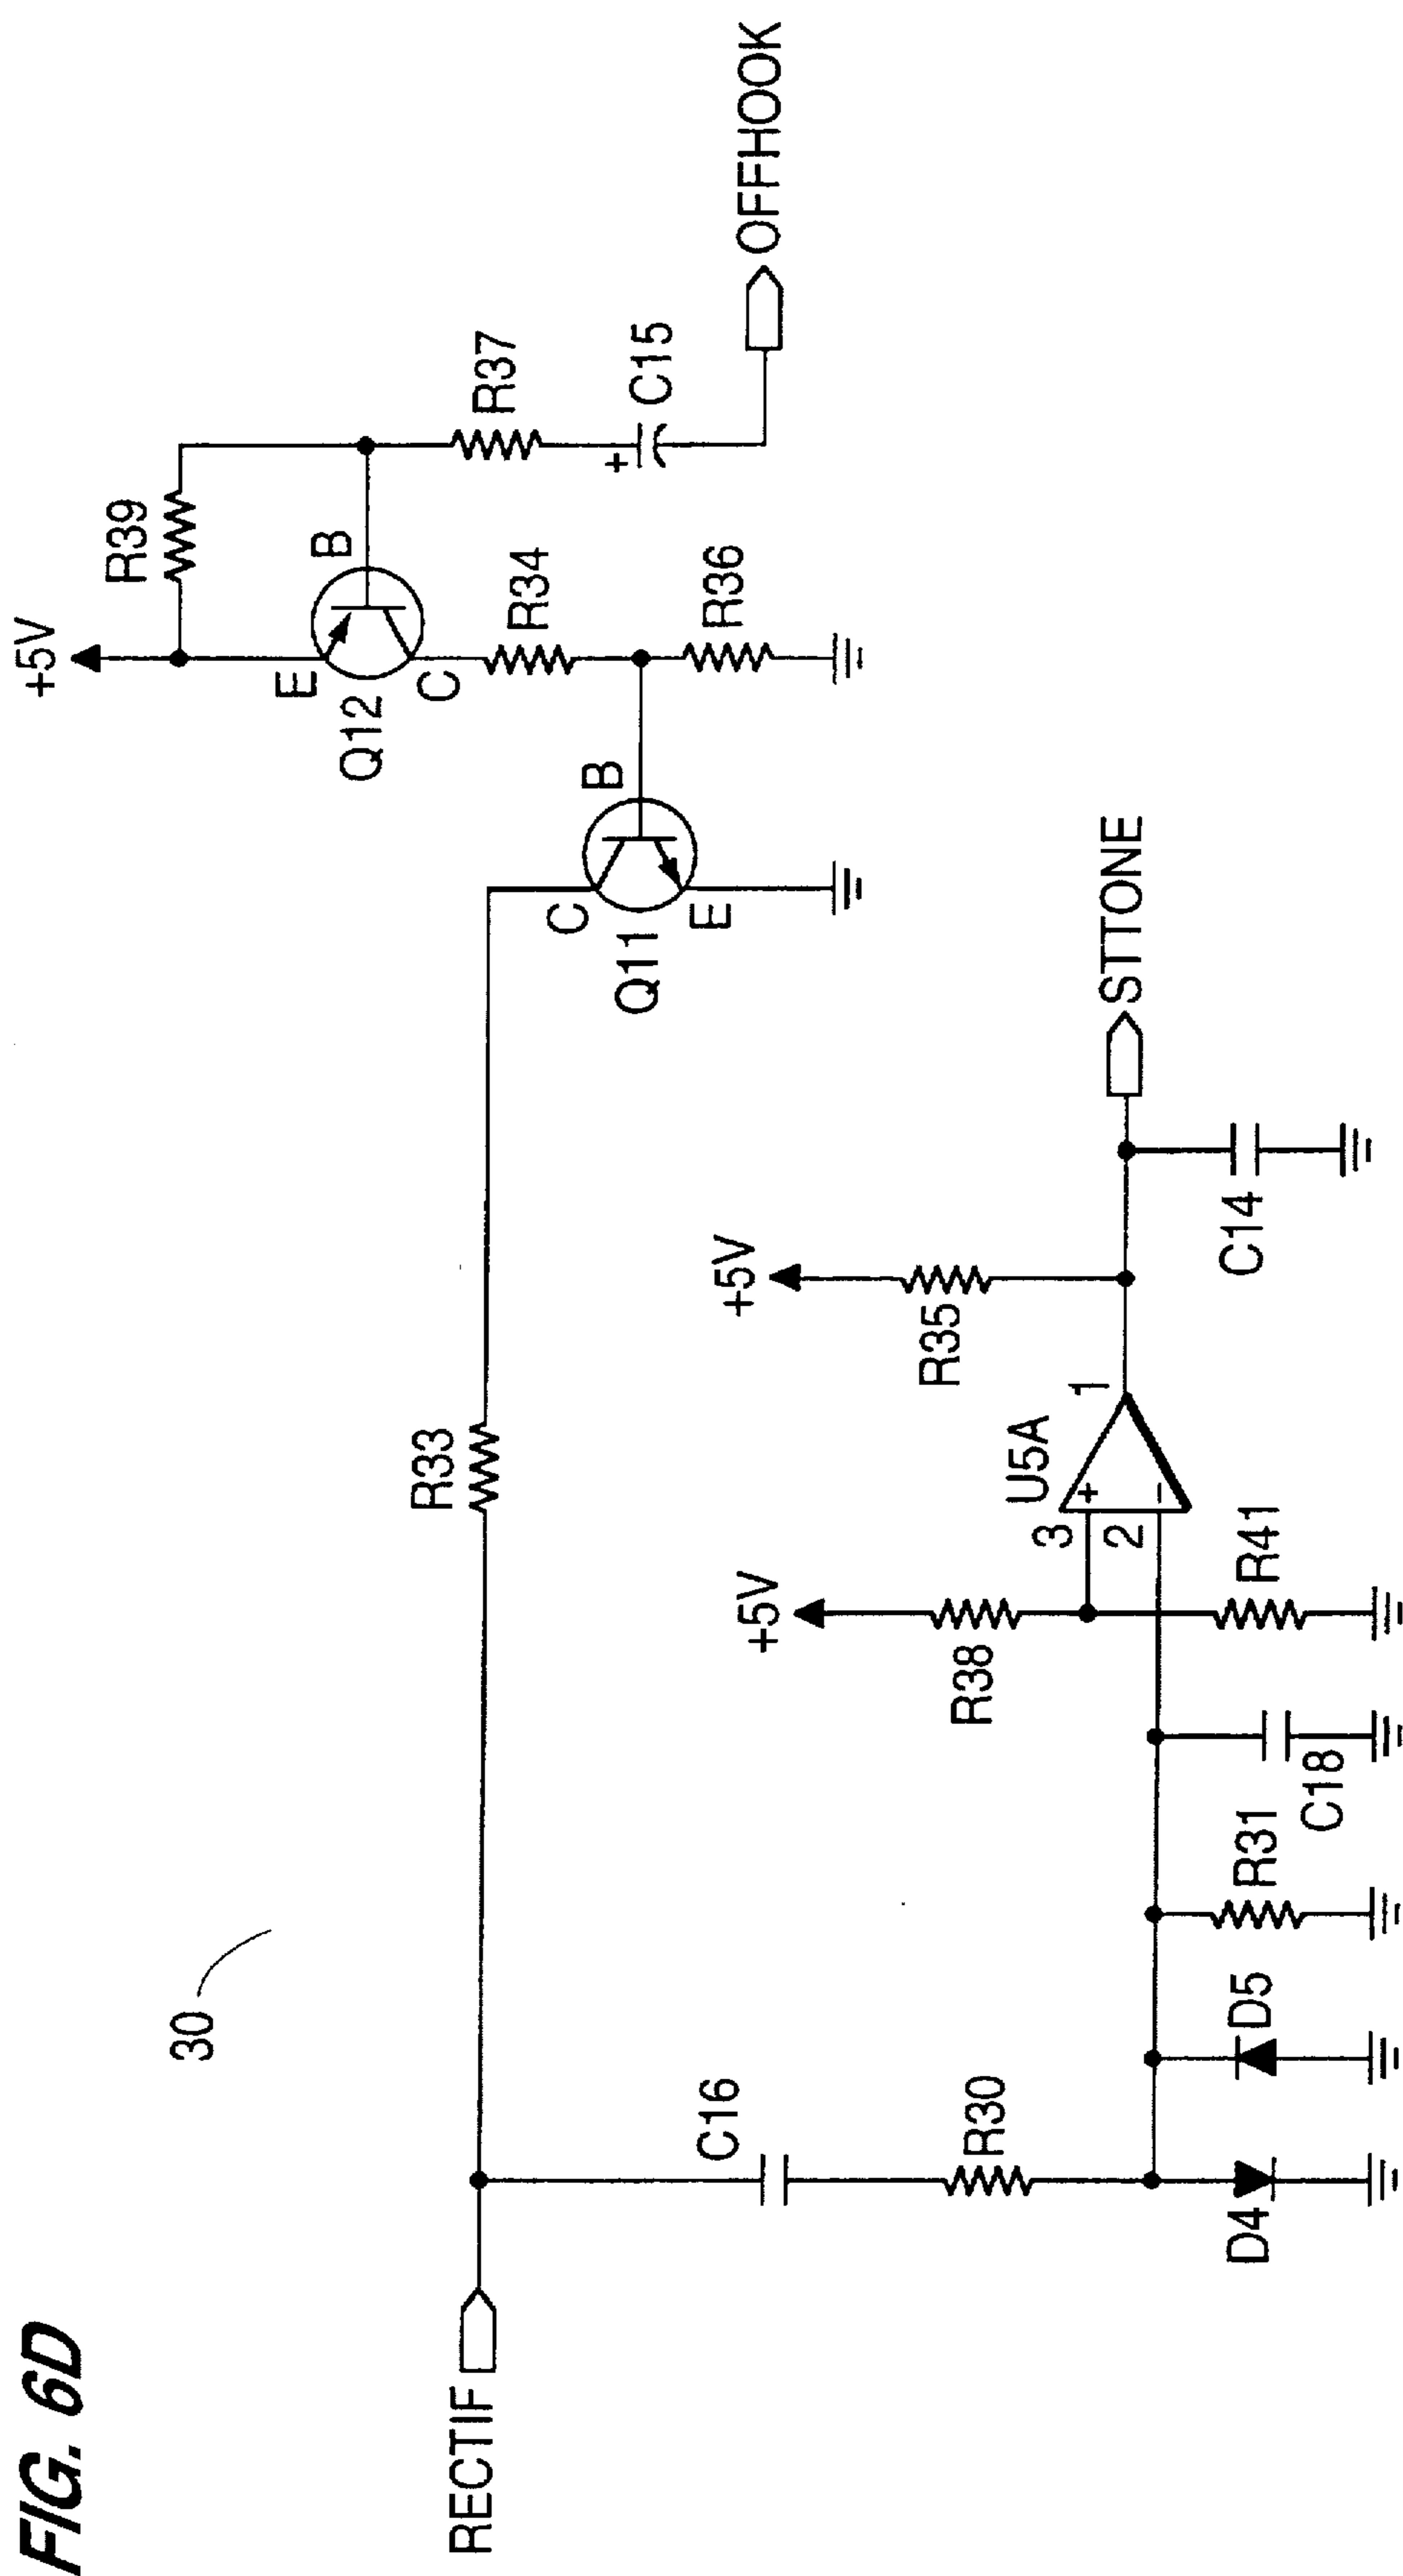 FIG. 6D
30
+5V
R39
E
B
Q12
C
R34
R37
R36
+
C15
OFFHOOK
RECTIF
R33
C
B
Q11
E
C16
R30
D4
D5
R31
C18
+5V
R38
R41
3
2
+
−
U5A
1
+5V
R35
C14
STTONE